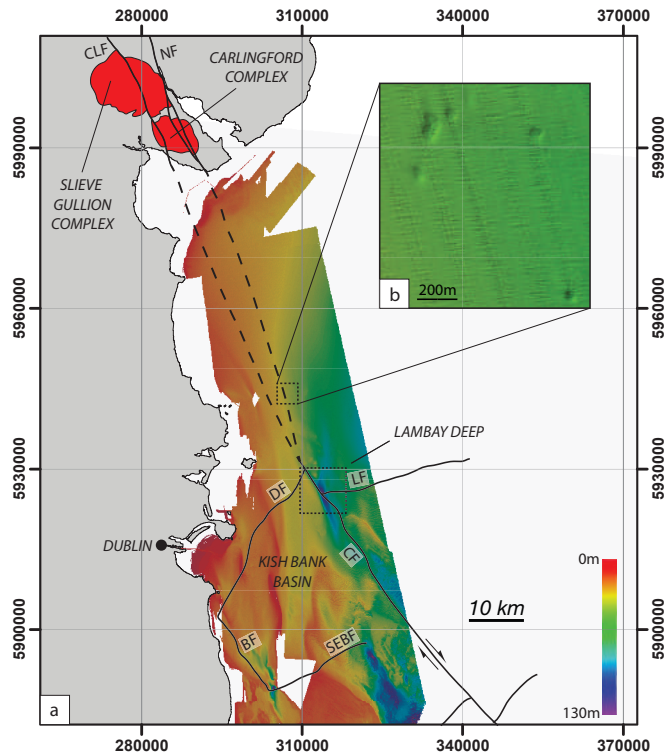 280000 310000 340000 370000
CLF
NF
CARLINGFORD
COMPLEX
SLIEVE
GULLION
COMPLEX
5990000
5990000
b
200m
5960000
5960000
LAMBAY DEEP
5930000
5930000
LF
DF
DUBLIN
KISH BANK
BASIN
CF
0m
10 km
5900000
5900000
BF
SEBF
a
130m
280000 310000 340000 370000